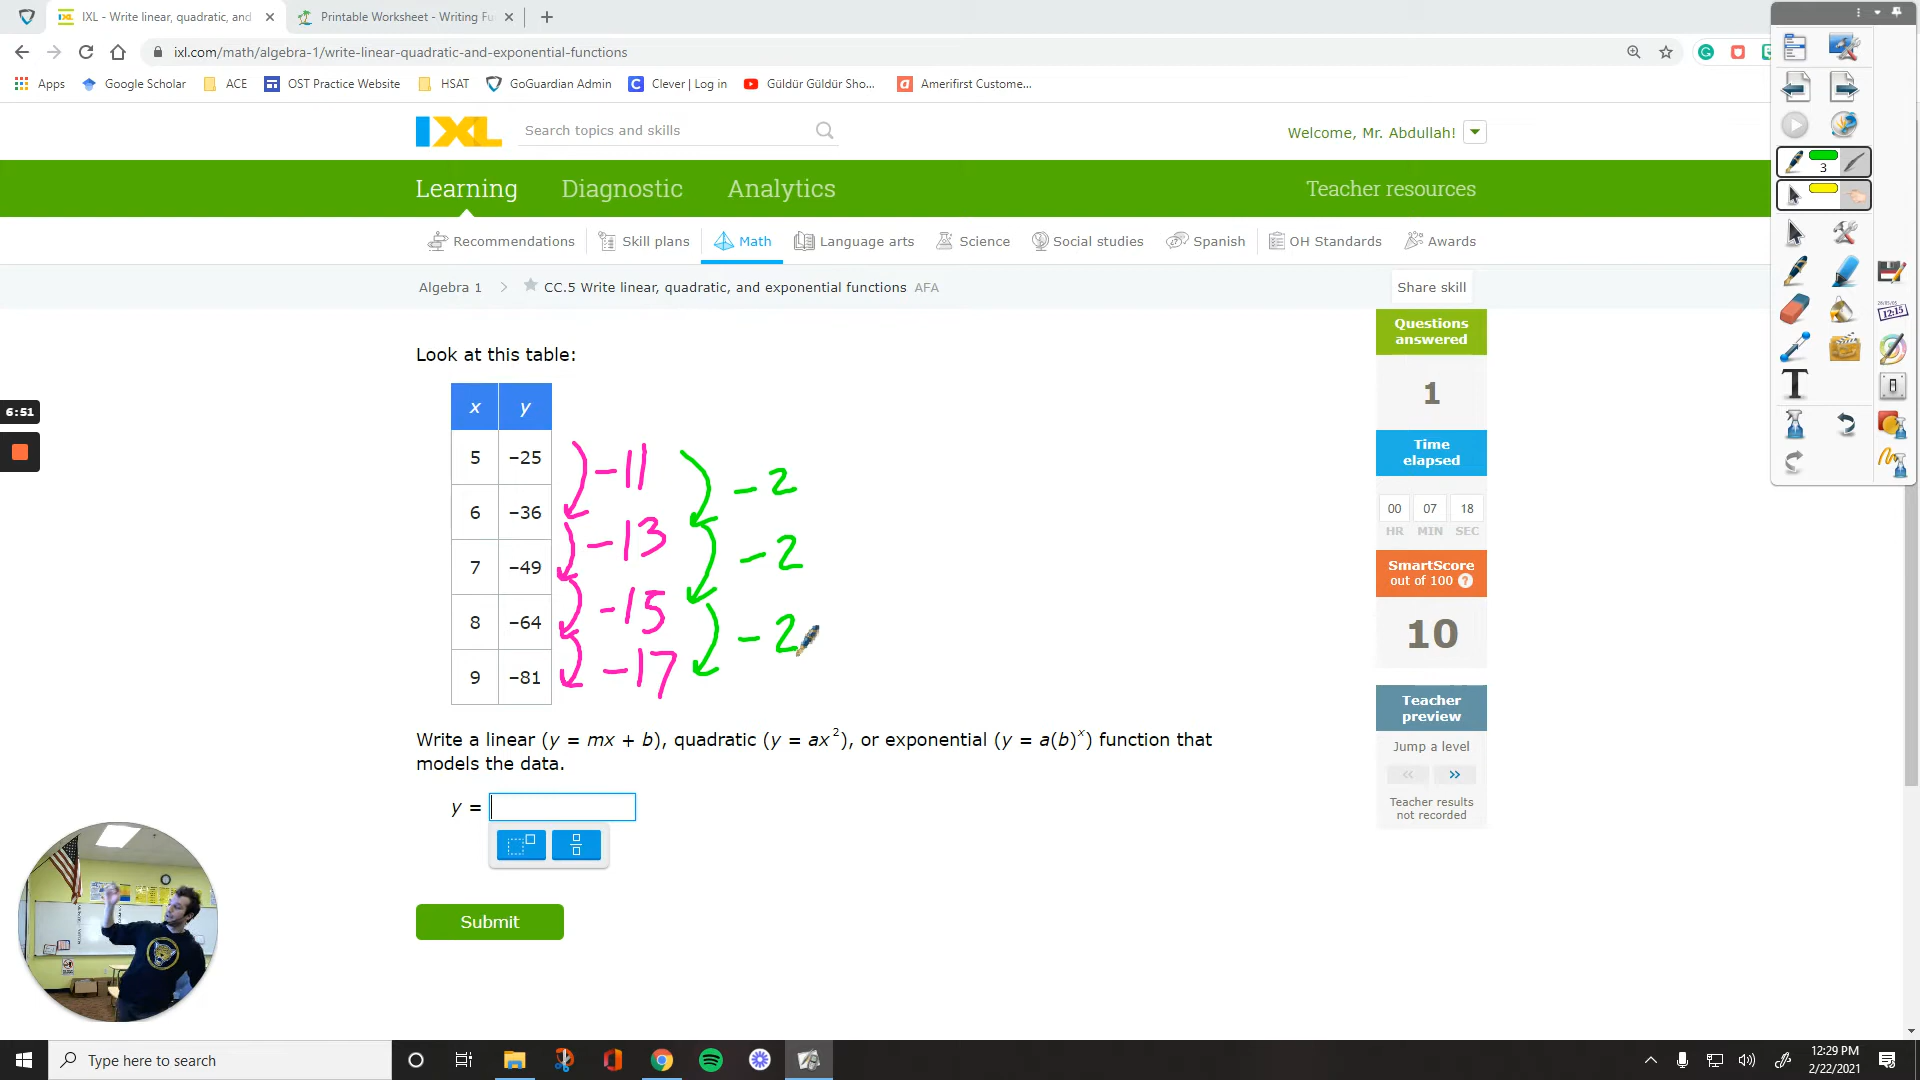 IXL - Write linear, quadratic, and
Printable Worksheet - Writing Fu
ixl.com/math/algebra-1/write-linear-quadratic-and-exponential-functions
Apps Google Scholar ACE OST Practice Website HSAT GoGuardian Admin Clever | Log in Güldür Güldür Sho... Amerifirst Custome...
IXL Search topics and skills Welcome, Mr. Abdullah!
Learning Diagnostic Analytics Teacher resources
Recommendations Skill plans Math Language arts Science Social studies Spanish OH Standards Awards
Algebra 1 > CC.5 Write linear, quadratic, and exponential functions AFA Share skill
Look at this table:
x y
5 −25
6 −36
7 −49
8 −64
9 −81
-11
-13
-15
-17
-2
-2
-2
Write a linear (y = mx + b), quadratic (y = ax²), or exponential (y = a(b)ˣ) function that
models the data.
y =
Submit
Questions
answered
1
Time
elapsed
00 07 18
HR MIN SEC
SmartScore
out of 100 ?
10
Teacher
preview
Jump a level
<< >>
Teacher results
not recorded
6:51
3
12:15
T
Type here to search
12:29 PM
2/22/2021